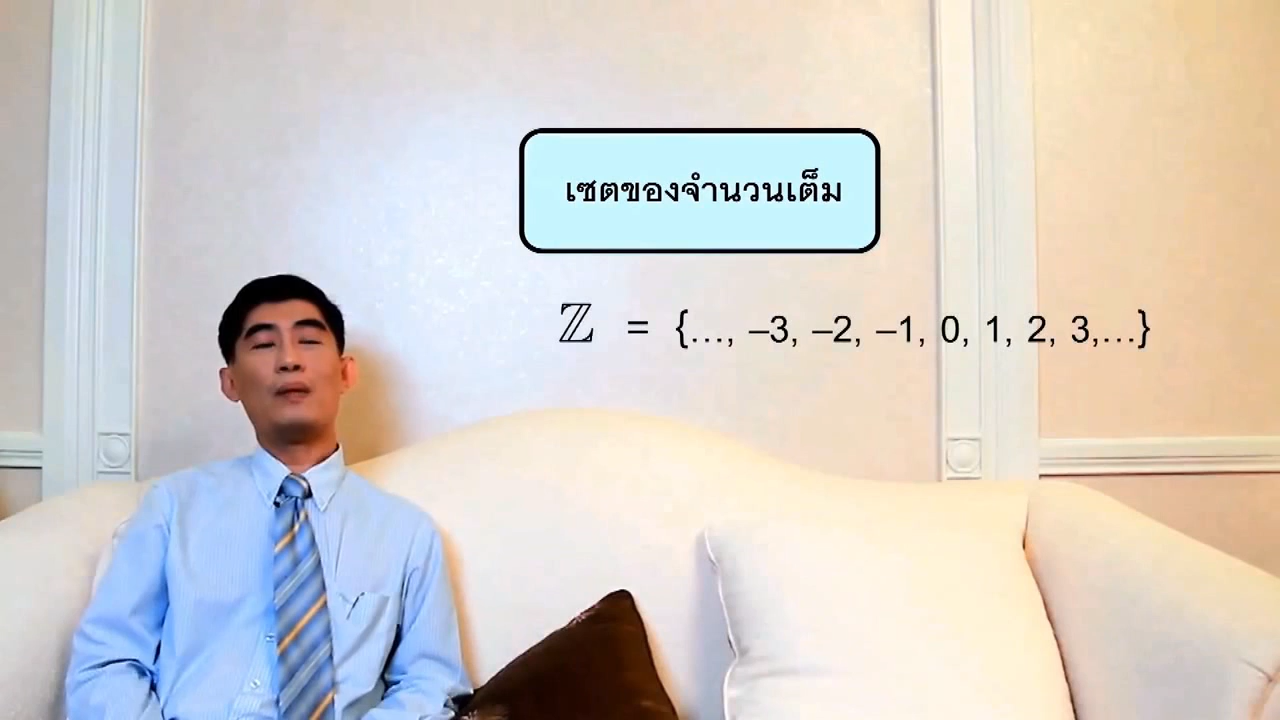 เซตของจำนวนเต็ม
ℤ = {…, –3, –2, –1, 0, 1, 2, 3,…}